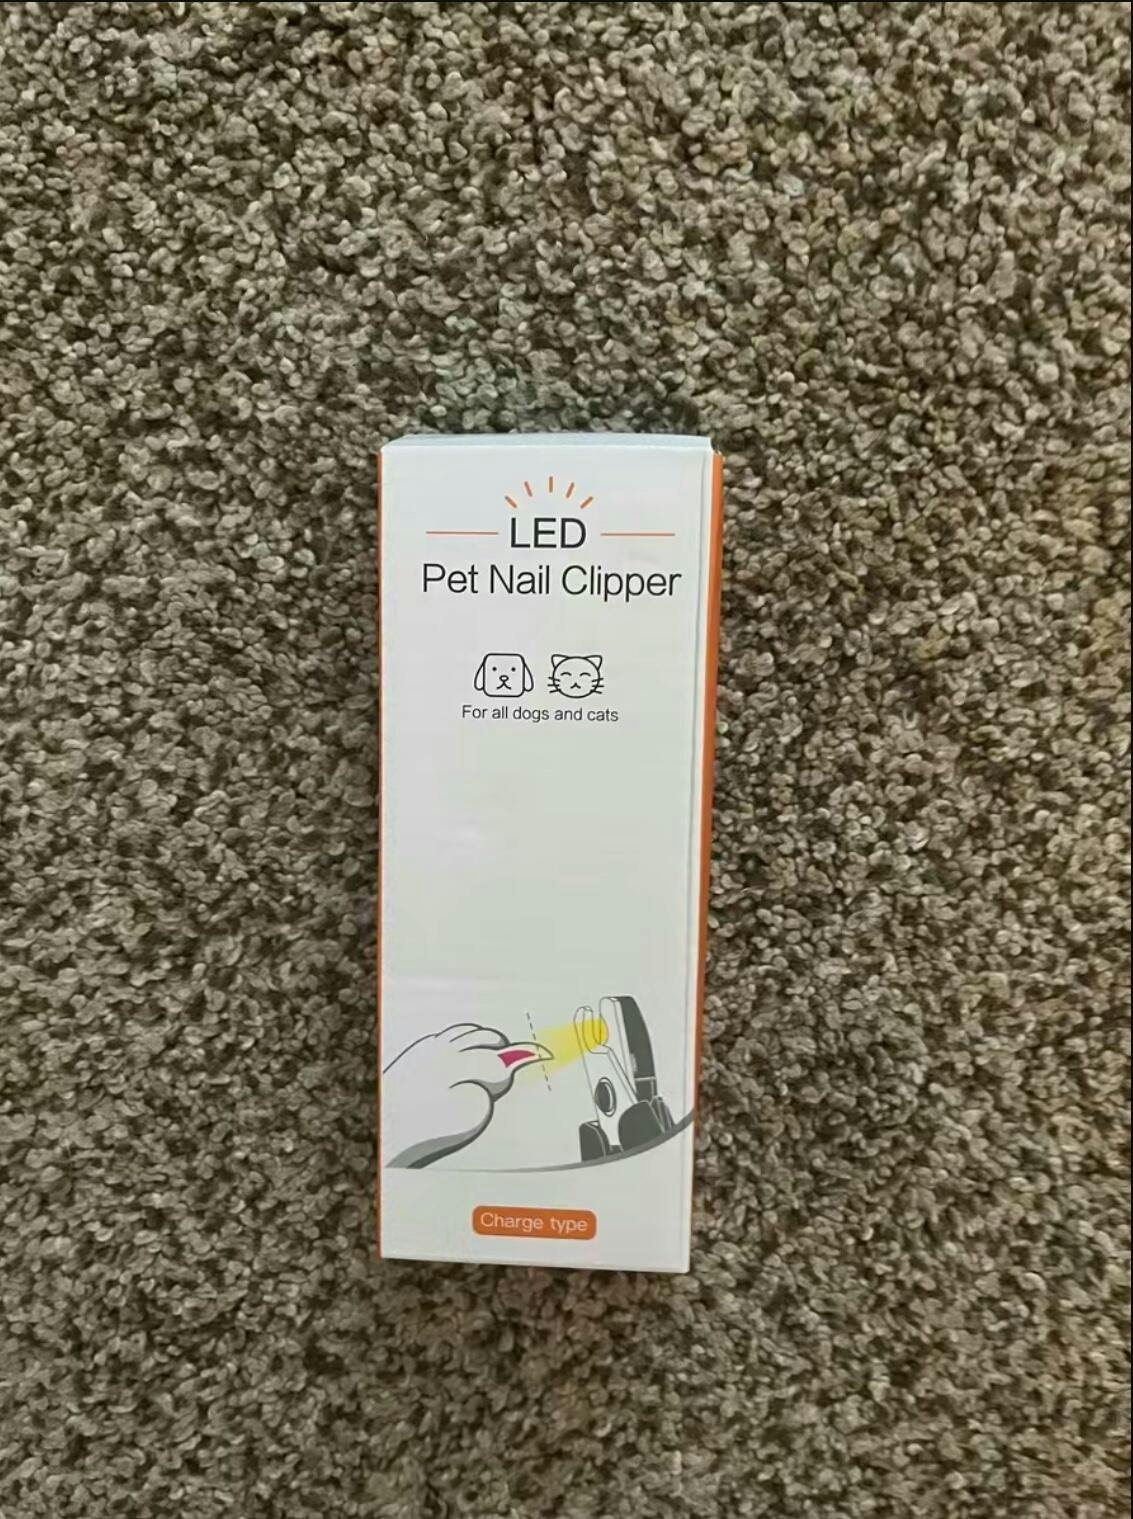 LED
Pet Nail Clipper
For all dogs and cats
Charge type